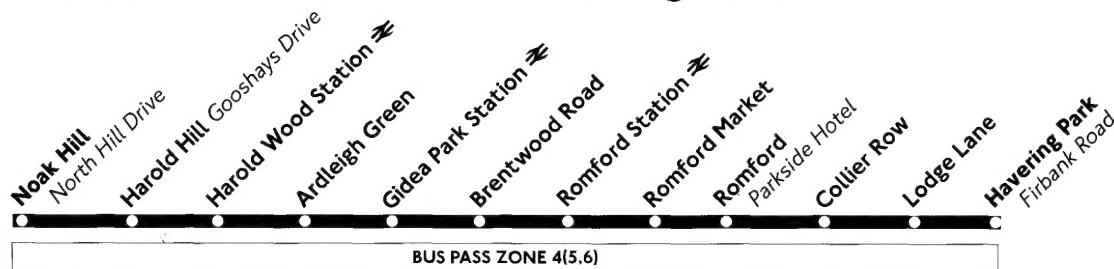 Noak Hill
North Hill Drive
Harold Hill Gooshays Drive
Harold Wood Station
Ardleigh Green
Gidea Park Station
Brentwood Road
Romford Station
Romford Market
Romford
Parkside Hotel
Collier Row
Lodge Lane
Havering Park
Firbank Road
BUS PASS ZONE 4(5,6)